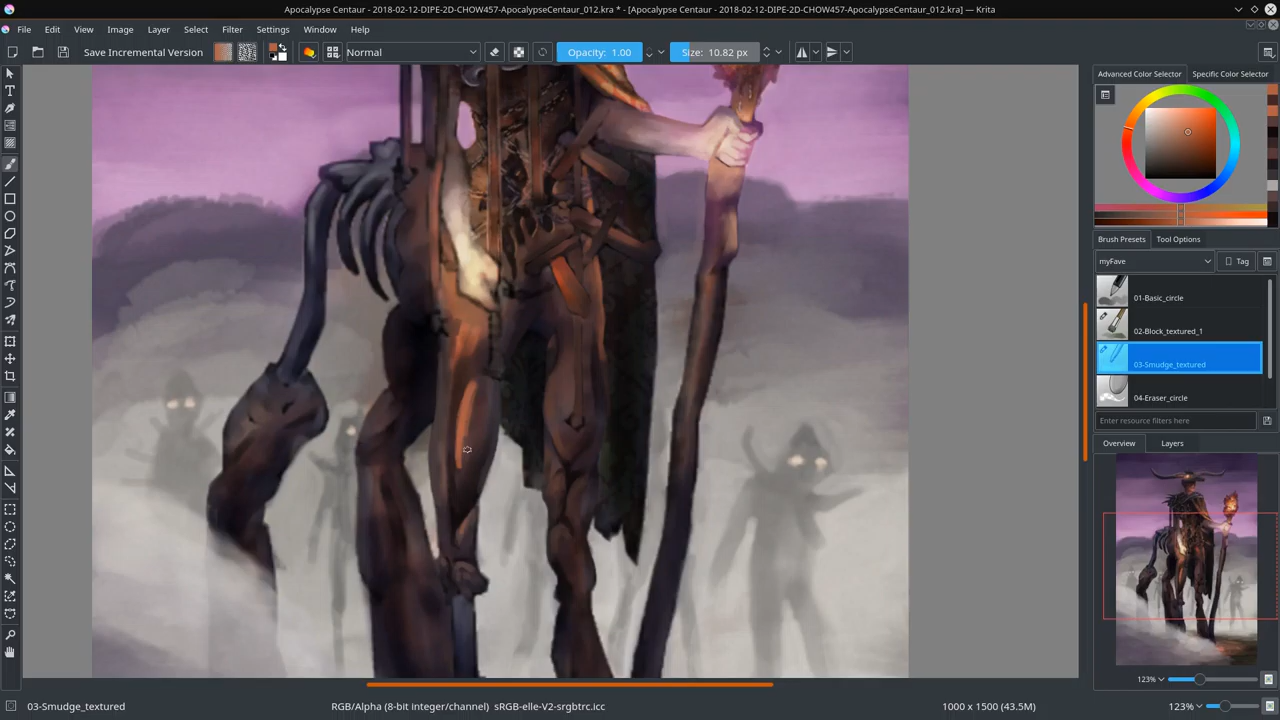 Apocalypse Centaur - 2018-02-12-DIPE-2D-CHOW457-ApocalypseCentaur_012.kra * - [Apocalypse Centaur - 2018-02-12-DIPE-2D-CHOW457-ApocalypseCentaur_012.kra] — Krita
File Edit View Image Layer Select Filter Settings Window Help
Save Incremental Version Normal Opacity: 1.00 Size: 10.82 px
Advanced Color Selector Specific Color Selector
Brush Presets Tool Options
myFave Tag
01-Basic_circle
02-Block_textured_1
03-Smudge_textured
04-Eraser_circle
Enter resource filters here
Overview Layers
123%
03-Smudge_textured RGB/Alpha (8-bit integer/channel) sRGB-elle-V2-srgbtrc.icc 1000 x 1500 (43.5M) 123%